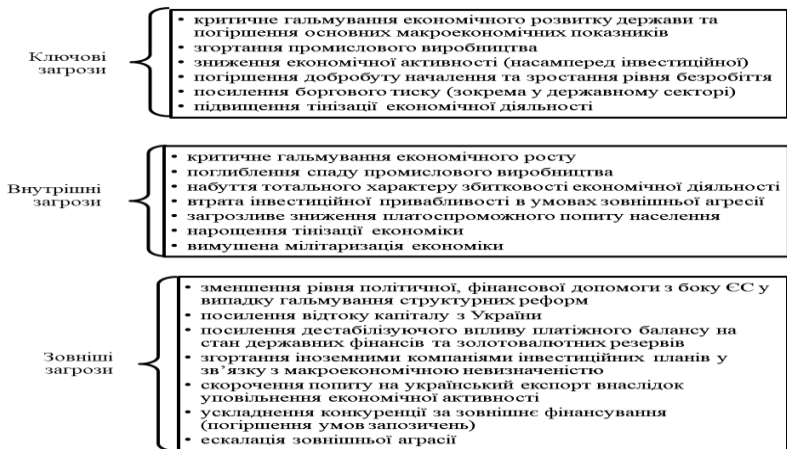 Ключові
загрози
• критичне гальмування економічного розвитку держави та
погіршення основних макроекономічних показників
• згортання промислового виробництва
• зниження економічної активності (насамперед інвестиційної)
• погіршення добробуту началення та зростання рівня безробіття
• посилення боргового тиску (зокрема у державному секторі)
• підвищення тінізації економічної діяльності
Внутрішні
загрози
• критичне гальмування економічного росту
• поглиблення спаду промислового виробництва
• набуття тотального характеру збитковості економічної діяльності
• втрата інвестиційної привабливості в умовах зовнішньої агресії
• загрозливе зниження платоспроможного попиту населення
• нарощення тінізації економіки
• вимушена мілітаризація економіки
Зовніші
загрози
• зменшення рівня політичної, фінансової допомоги з боку ЄС у
випадку гальмування структурних реформ
• посилення відтоку капіталу з України
• посилення дестабілізуючого впливу платіжного балансу на
стан державних фінансів та золотовалютних резервів
• згортання іноземними компаніями інвестиційних планів у
зв’язку з макроекономічною невизначеністю
• скорочення попиту на український експорт внаслідок
уповільнення економічної активності
• ускладнення конкуренції за зовнішнє фінансування
(погіршення умов запозичень)
• ескалація зовнішньої аграсії